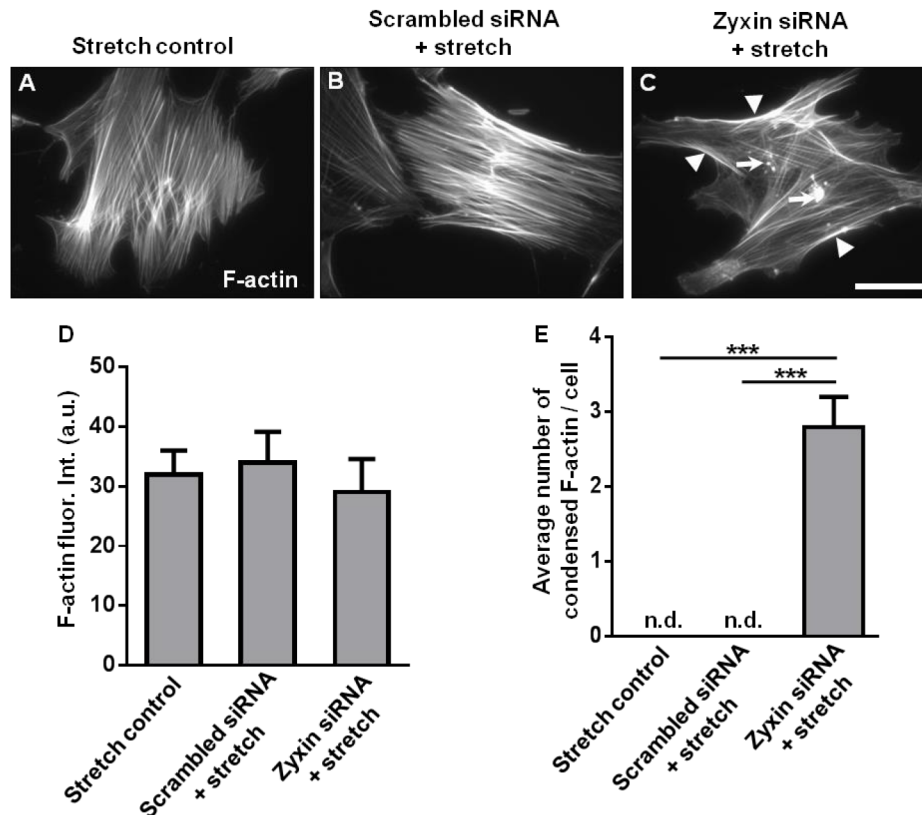 Stretch control
Scrambled siRNA
+ stretch
Zyxin siRNA
+ stretch
A
F-actin
B
C
D
F-actin fluor. Int. (a.u.)
50
40
30
20
10
0
Stretch control
Scrambled siRNA
+ stretch
Zyxin siRNA
+ stretch
E
Average number of
condensed F-actin / cell
4
3
2
1
0
***
***
n.d.
n.d.
Stretch control
Scrambled siRNA
+ stretch
Zyxin siRNA
+ stretch